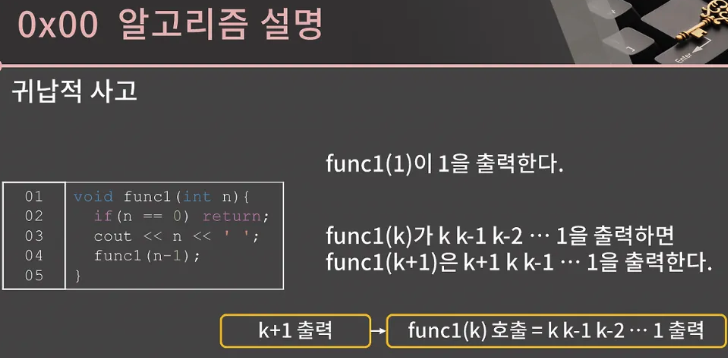 0x00 알고리즘 설명
귀납적 사고
func1(1)이 1을 출력한다.
01 void func1(int n){
02 if(n == 0) return;
03 cout << n << ' ';
04 func1(n-1);
05 }
func1(k)가 k k-1 k-2 … 1을 출력하면
func1(k+1)은 k+1 k k-1 … 1을 출력한다.
k+1 출력
func1(k) 호출 = k k-1 k-2 … 1 출력
Enter